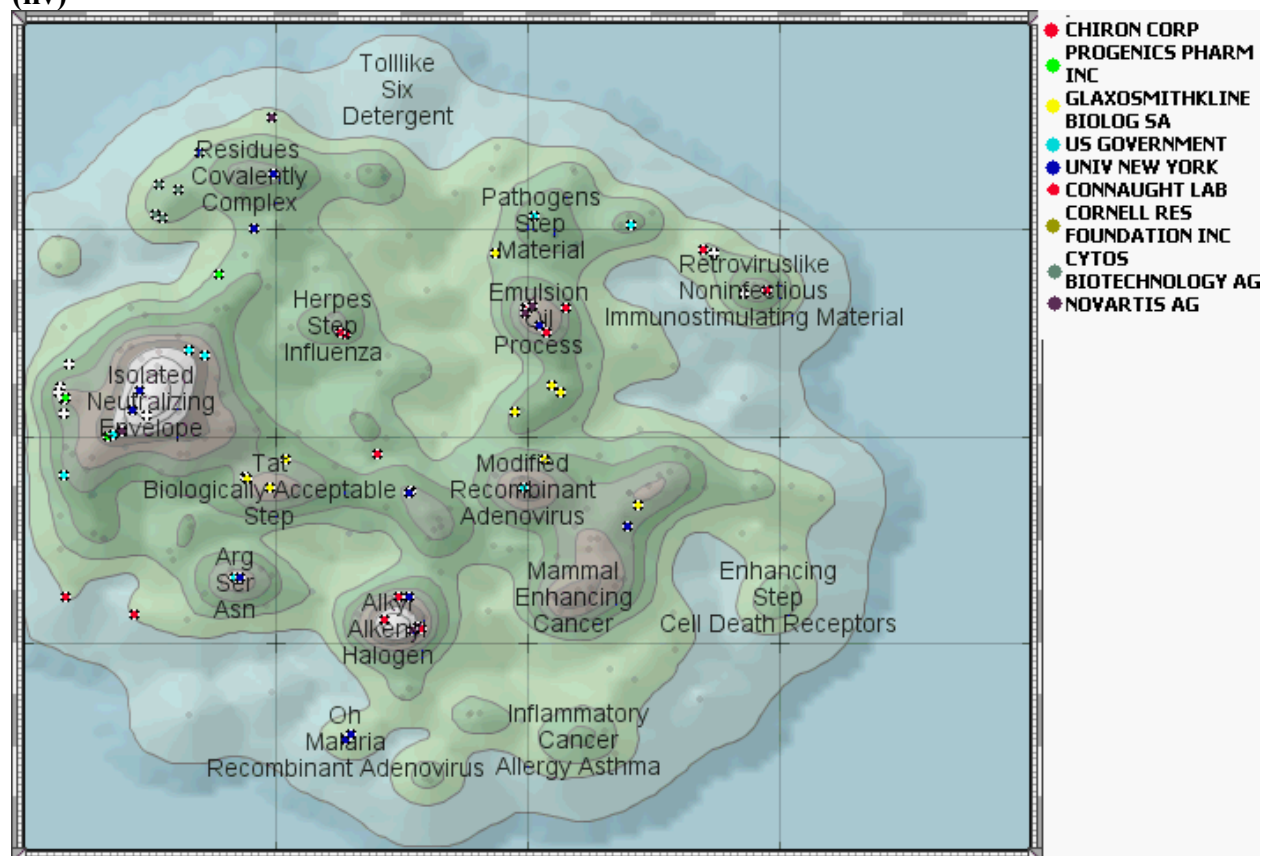 (hiv)
Tolllike
Six
Detergent
Residues
Covalently
Complex
Pathogens
Step
Material
Retroviruslike
Noninfectious
Immunostimulating Material
Herpes
Step
Influenza
Emulsion
Oil
Process
Isolated
Neutralizing
Envelope
Tat
Biologically Acceptable
Step
Modified
Recombinant
Adenovirus
Arg
Ser
Asn
Alkyl
Alkenyl
Halogen
Mammal
Enhancing
Cancer
Enhancing
Step
Cell Death Receptors
Oh
Malaria
Recombinant Adenovirus
Inflammatory
Cancer
Allergy Asthma
CHIRON CORP
PROGENICS PHARM
INC
GLAXOSMITHKLINE
BIOLOG SA
US GOVERNMENT
UNIV NEW YORK
CONNAUGHT LAB
CORNELL RES
FOUNDATION INC
CYTOS
BIOTECHNOLOGY AG
NOVARTIS AG